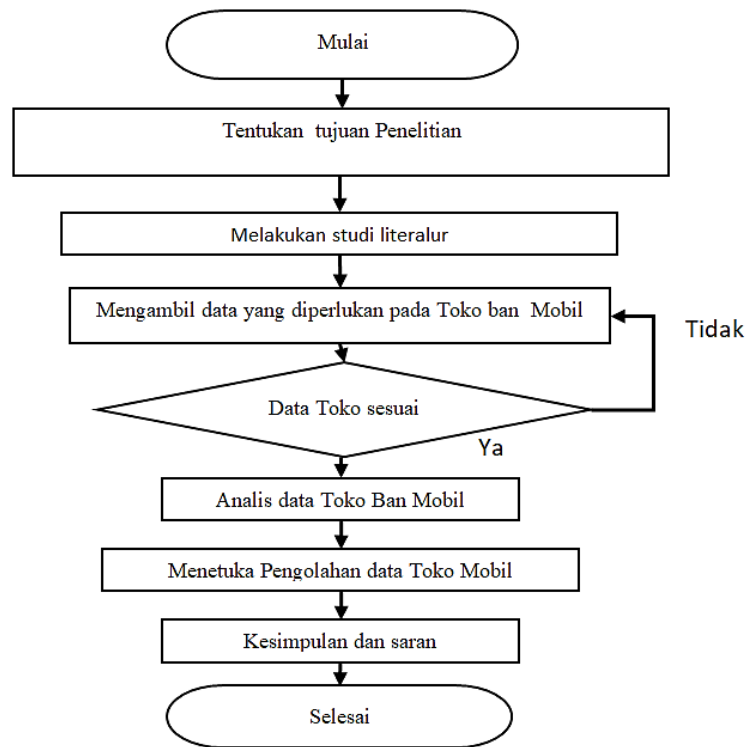 Mulai
Tentukan tujuan Penelitian
Melakukan studi literalur
Mengambil data yang diperlukan pada Toko ban Mobil
Tidak
Data Toko sesuai
Ya
Analis data Toko Ban Mobil
Menetuka Pengolahan data Toko Mobil
Kesimpulan dan saran
Selesai